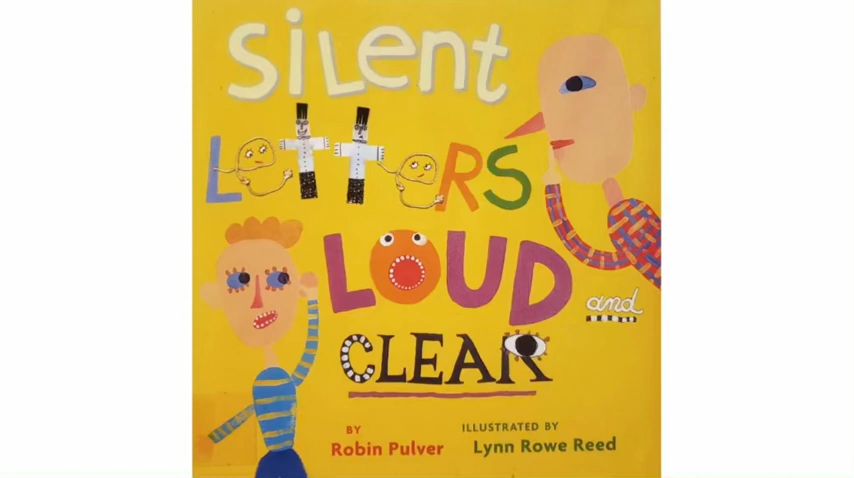 SiLent
LettERS
LOUD and
CLEAR
BY
Robin Pulver
ILLUSTRATED BY
Lynn Rowe Reed